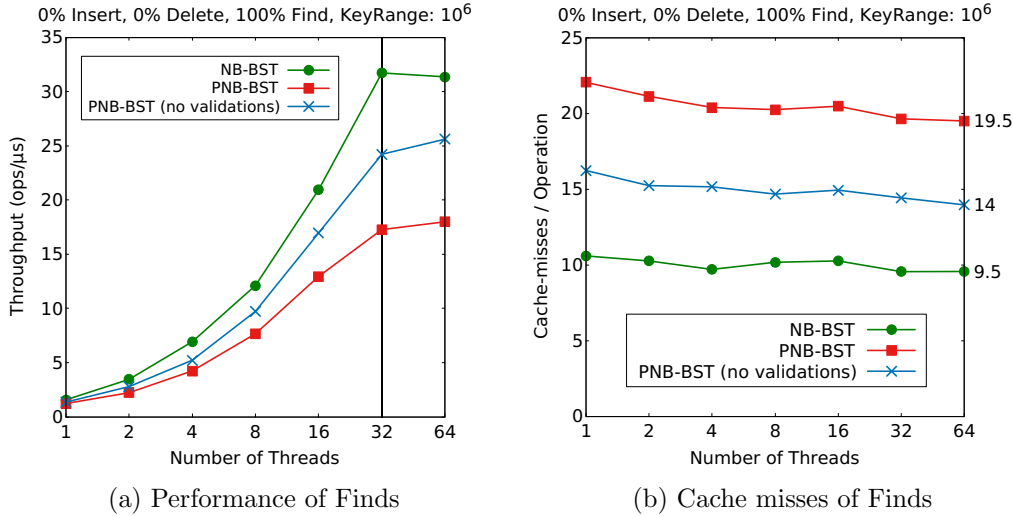 0% Insert, 0% Delete, 100% Find, KeyRange: 10^6
35
30
25
20
15
10
5
0
Throughput (ops/µs)
NB-BST
PNB-BST
PNB-BST (no validations)
1 2 4 8 16 32 64
Number of Threads
(a) Performance of Finds
0% Insert, 0% Delete, 100% Find, KeyRange: 10^6
25
20
15
10
5
0
Cache-misses / Operation
19.5
14
9.5
NB-BST
PNB-BST
PNB-BST (no validations)
1 2 4 8 16 32 64
Number of Threads
(b) Cache misses of Finds